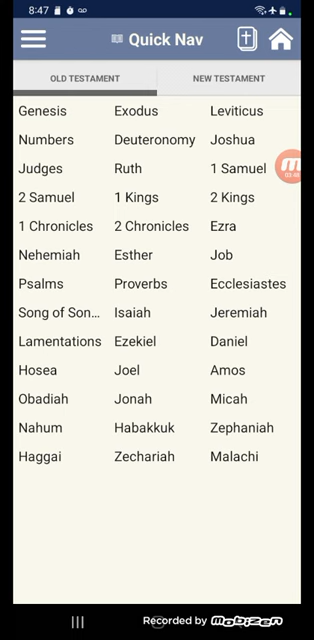 8:47
Quick Nav
OLD TESTAMENT NEW TESTAMENT
Genesis Exodus Leviticus
Numbers Deuteronomy Joshua
Judges Ruth 1 Samuel
2 Samuel 1 Kings 2 Kings
1 Chronicles 2 Chronicles Ezra
Nehemiah Esther Job
Psalms Proverbs Ecclesiastes
Song of Son... Isaiah Jeremiah
Lamentations Ezekiel Daniel
Hosea Joel Amos
Obadiah Jonah Micah
Nahum Habakkuk Zephaniah
Haggai Zechariah Malachi
Recorded by Mobizen